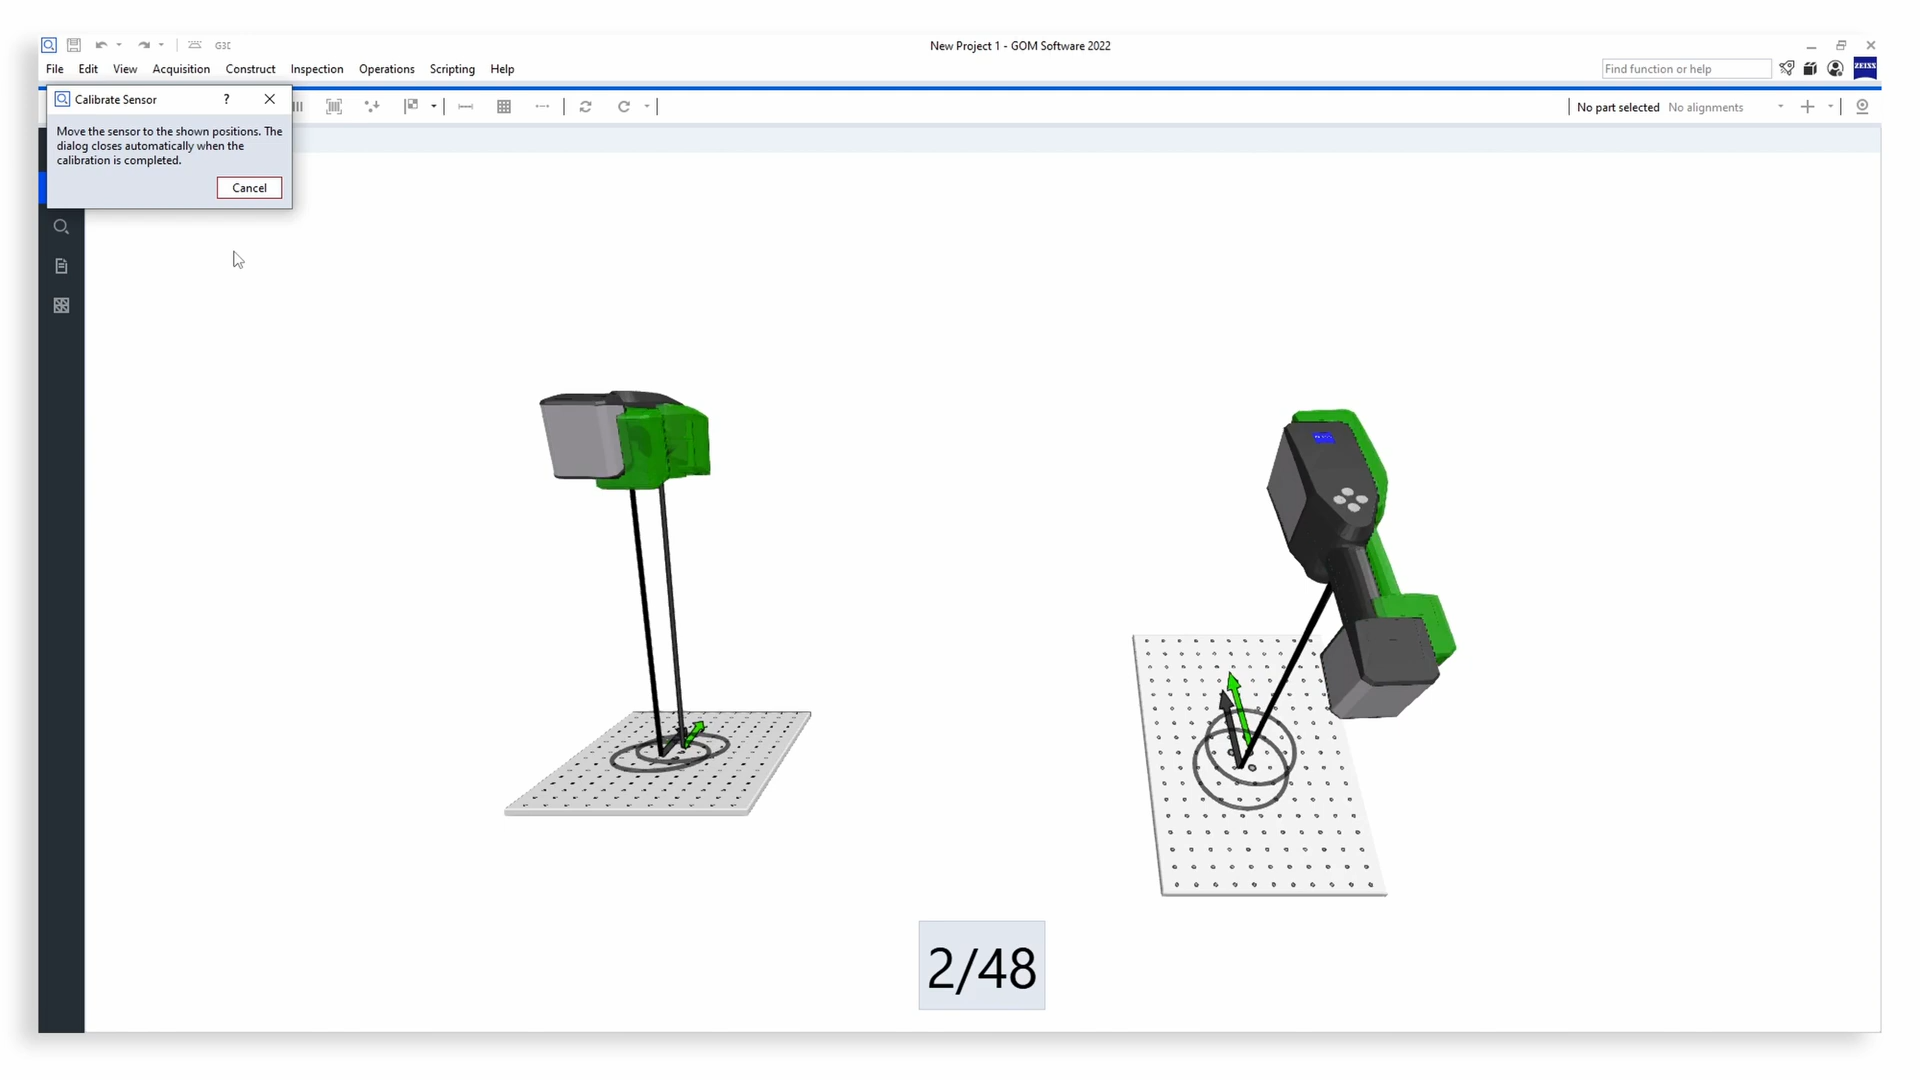 New Project 1 - GOM Software 2022
File Edit View Acquisition Construct Inspection Operations Scripting Help
Find function or help
ZEISS
Calibrate Sensor ?
No part selected No alignments
Move the sensor to the shown positions. The
dialog closes automatically when the
calibration is completed.
Cancel
2/48